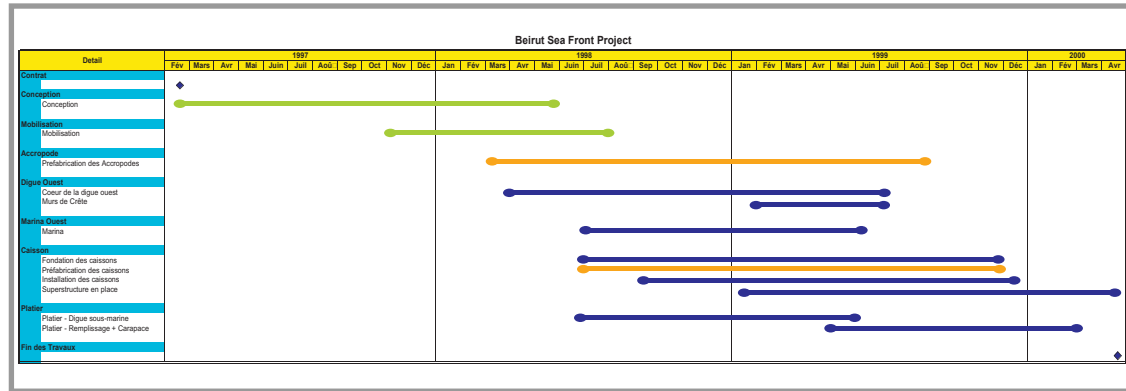 Beirut Sea Front Project
Detail 1997 1998 1999 2000
Fév Mars Avr Mai Juin Juil Aoû Sep Oct Nov Déc Jan Fév Mars Avr Mai Juin Juil Aoû Sep Oct Nov Déc Jan Fév Mars Avr Mai Juin Juil Aoû Sep Oct Nov Déc Jan Fév Mars Avr
Contrat
Conception
Conception
Mobilisation
Mobilisation
Accropode
Prefabrication des Accropodes
Digue Ouest
Coeur de la digue ouest
Murs de Crête
Marina Ouest
Marina
Caisson
Fondation des caissons
Préfabrication des caissons
Installation des caissons
Superstructure en place
Platier
Platier - Digue sous-marine
Platier - Remplissage + Carapace
Fin des Travaux